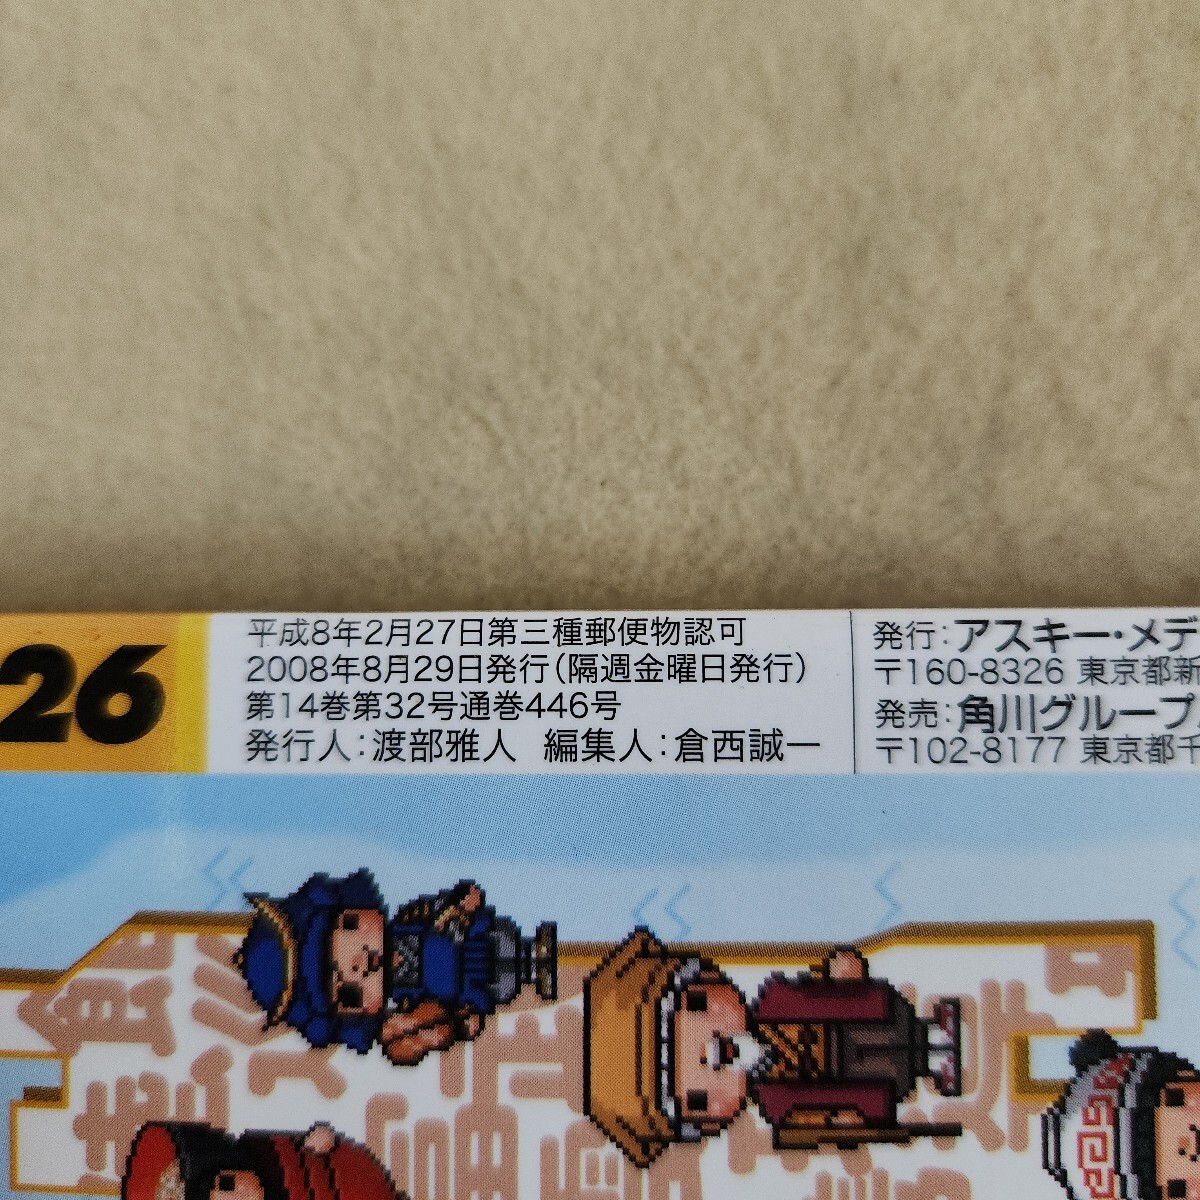 26
平成8年2月27日第三種郵便物認可
2008年8月29日発行(隔週金曜日発行)
第14巻第32号通巻446号
発行人:渡部雅人 編集人:倉西誠一
発行:アスキー・メデ
〒160-8326 東京都新
発売:角川グループ
〒102-8177 東京都千